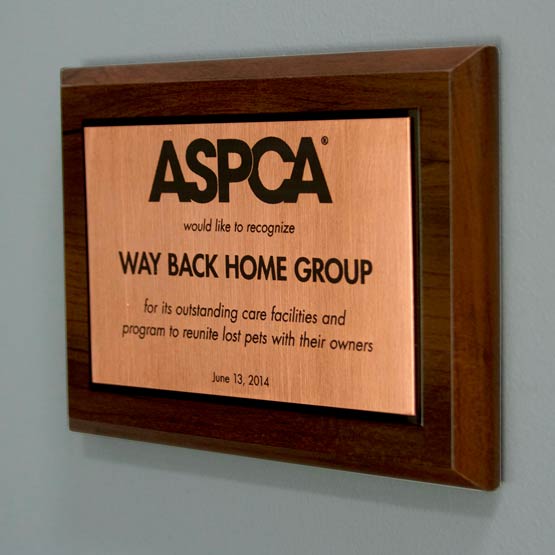 ASPCA®
would like to recognize
WAY BACK HOME GROUP
for its outstanding care facilities and
program to reunite lost pets with their owners
June 13, 2014